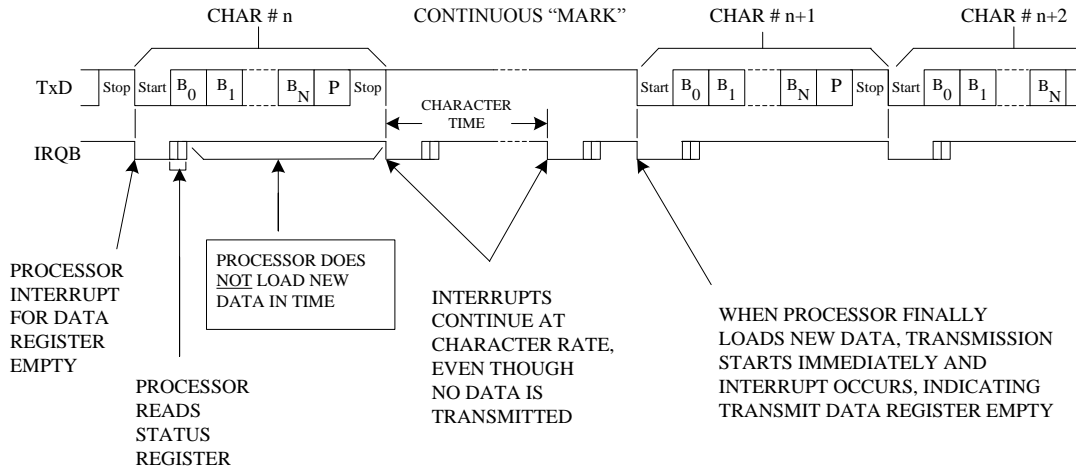 CHAR # n CONTINUOUS “MARK” CHAR # n+1 CHAR # n+2
TxD Stop Start B0 B1 BN P Stop Start B0 B1 BN P Stop Start B0 B1 BN
CHARACTER
TIME
IRQB
PROCESSOR
INTERRUPT
FOR DATA
REGISTER
EMPTY
PROCESSOR
READS
STATUS
REGISTER
PROCESSOR DOES
NOT LOAD NEW
DATA IN TIME
INTERRUPTS
CONTINUE AT
CHARACTER RATE,
EVEN THOUGH
NO DATA IS
TRANSMITTED
WHEN PROCESSOR FINALLY
LOADS NEW DATA, TRANSMISSION
STARTS IMMEDIATELY AND
INTERRUPT OCCURS, INDICATING
TRANSMIT DATA REGISTER EMPTY